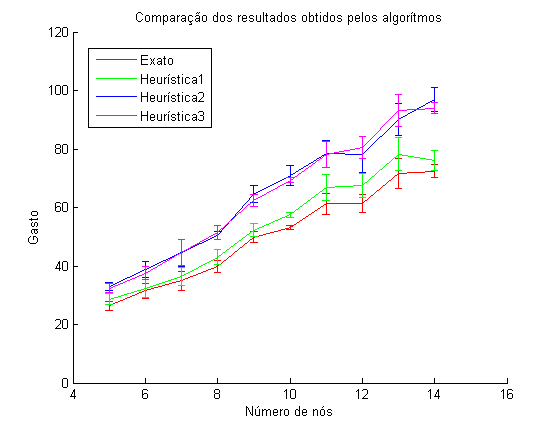 Comparação dos resultados obtidos pelos algorítmos
120
100
80
60
40
20
0
Gasto
Exato
Heurística1
Heurística2
Heurística3
4
6
8
10
12
14
16
Número de nós